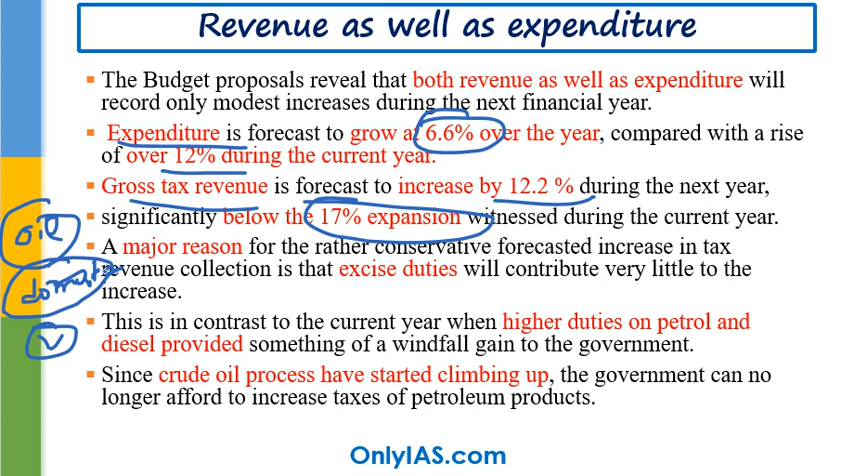 Revenue as well as expenditure
The Budget proposals reveal that both revenue as well as expenditure will
record only modest increases during the next financial year.
Expenditure is forecast to grow at 6.6% over the year, compared with a rise
of over 12% during the current year.
Gross tax revenue is forecast to increase by 12.2 % during the next year,
significantly below the 17% expansion witnessed during the current year.
oil
A major reason for the rather conservative forecasted increase in tax
revenue collection is that excise duties will contribute very little to the
increase.
This is in contrast to the current year when higher duties on petrol and
diesel provided something of a windfall gain to the government.
Since crude oil process have started climbing up, the government can no
longer afford to increase taxes of petroleum products.
OnlyIAS.com